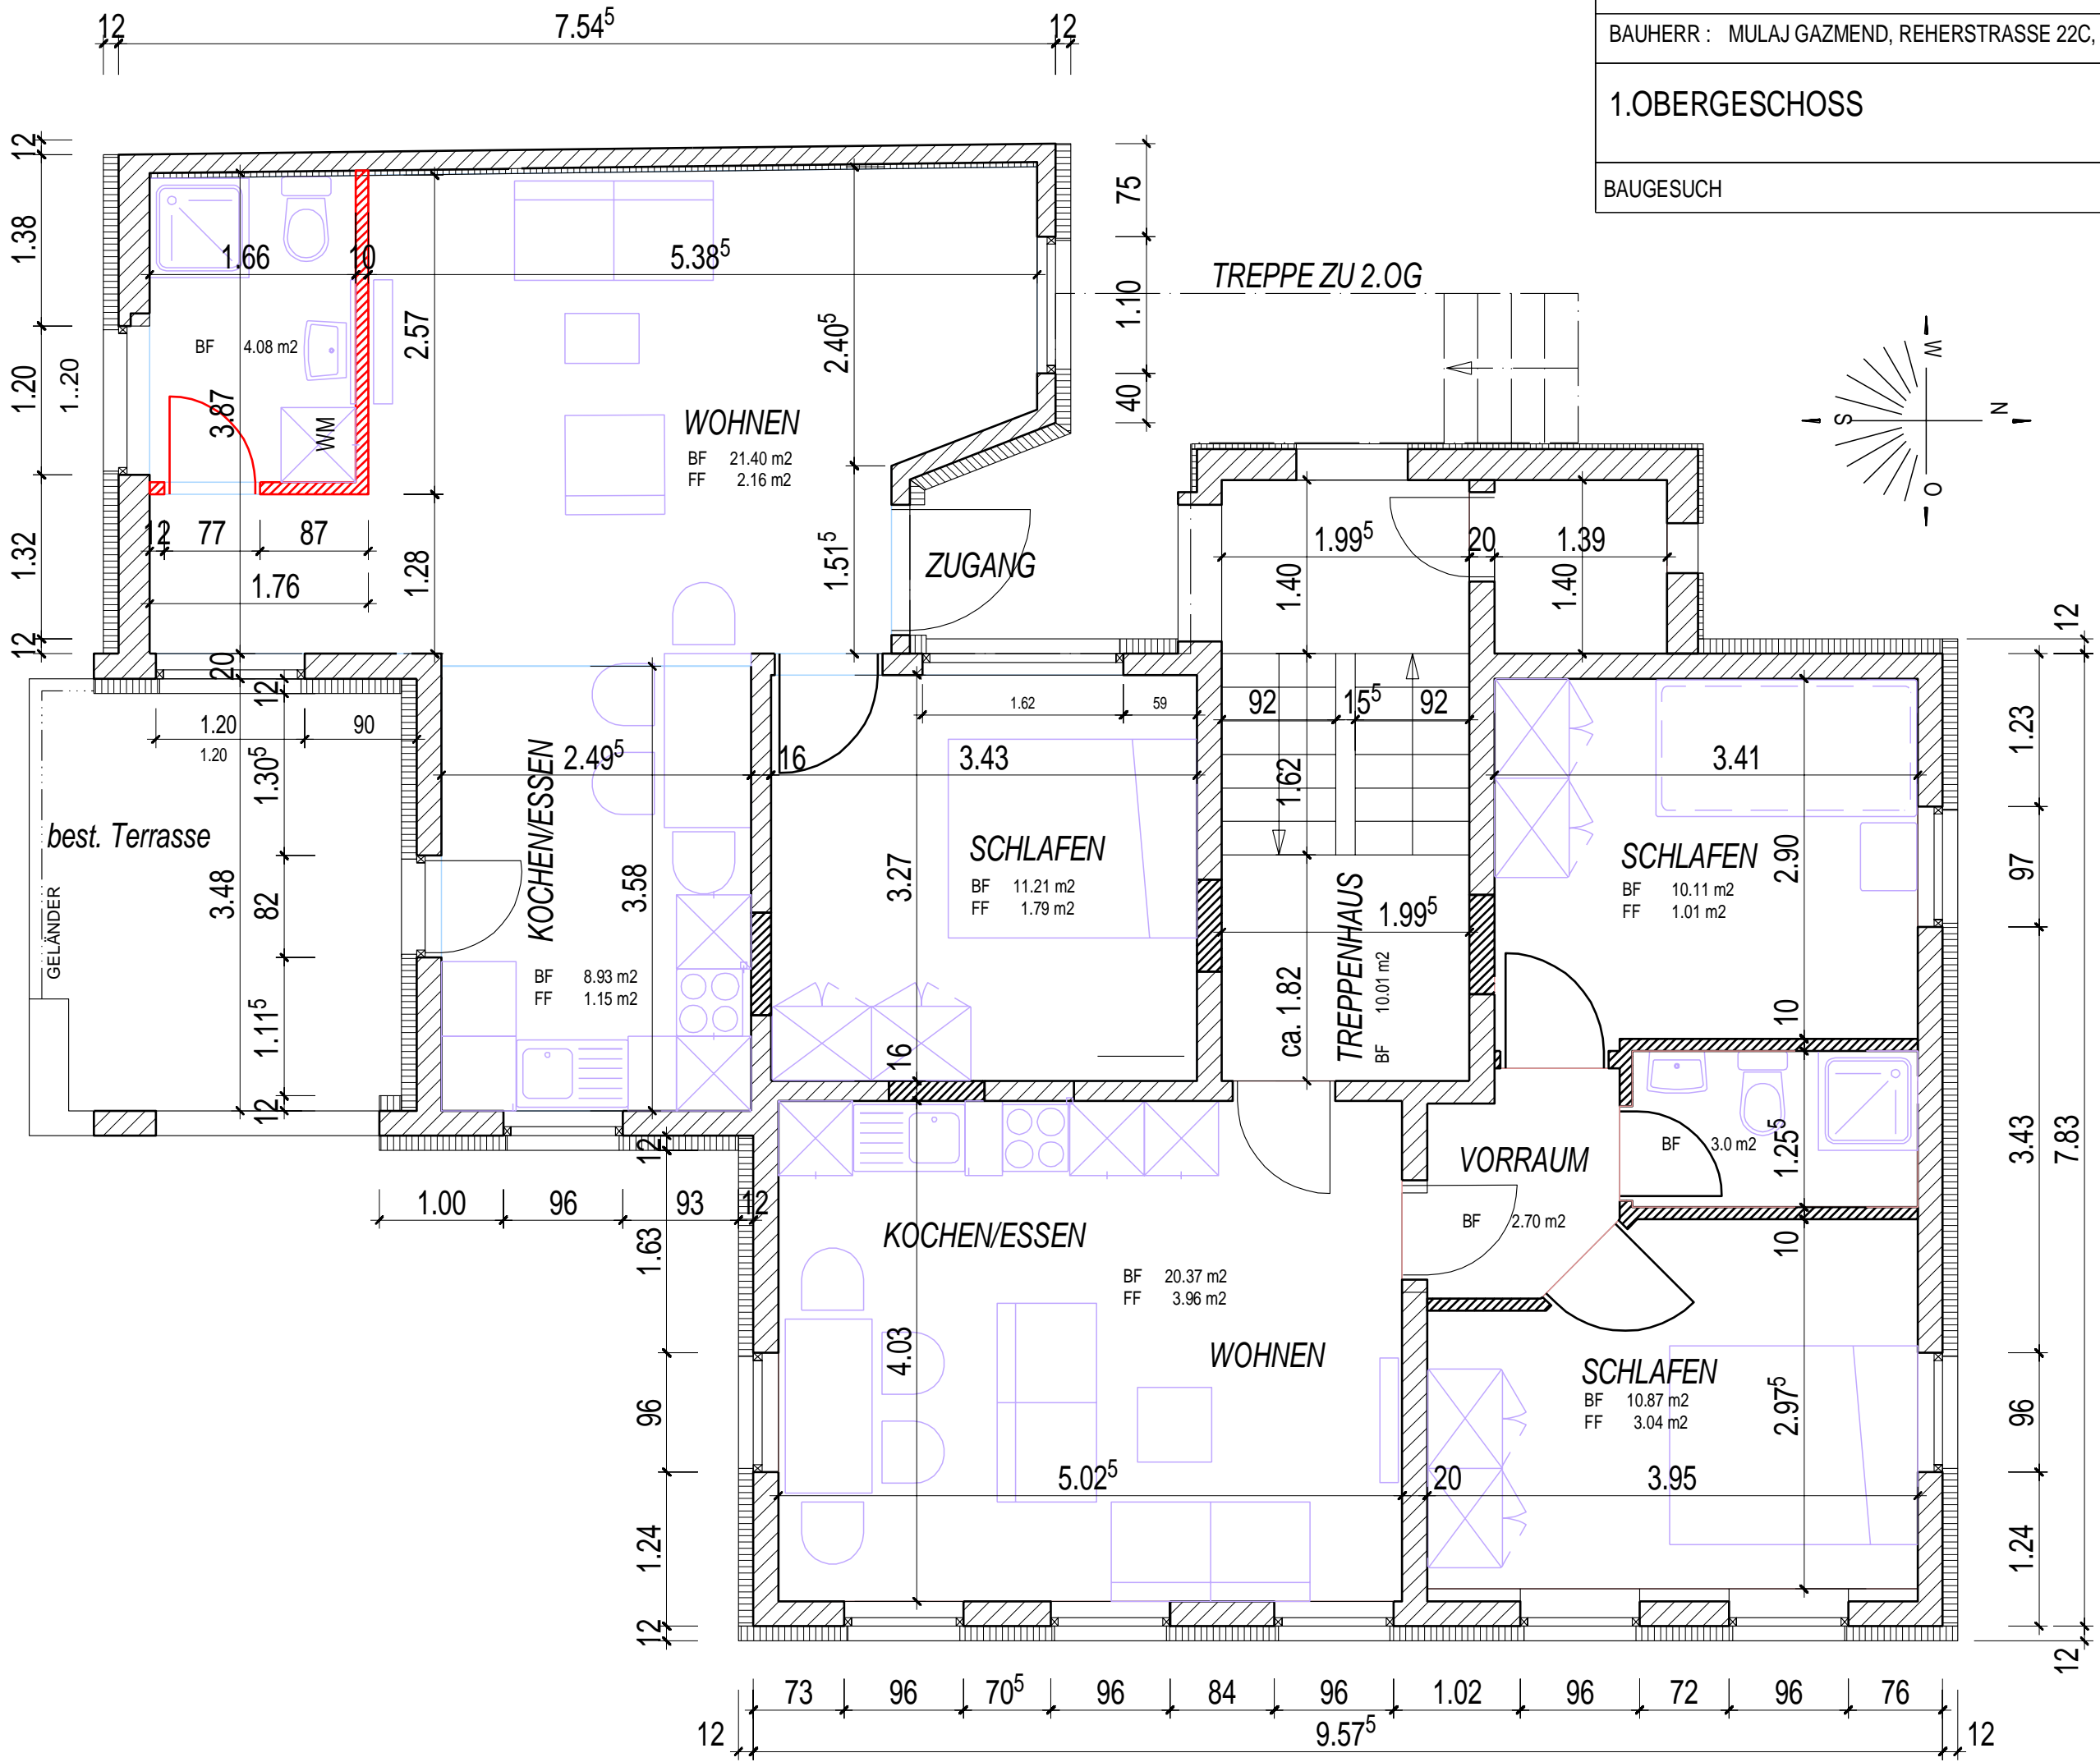 BAUHERR : MULAJ GAZMEND, REHERSTRASSE 22C,
1.OBERGESCHOSS
BAUGESUCH
12 7.54⁵ 12
12
1.38
1.20
1.20
1.32
12
1.66 10 5.38⁵
BF 4.08 m2
3.87
2.57
WM
12 77 87
1.76
1.28
WOHNEN
BF 21.40 m2
FF 2.16 m2
2.40⁵
1.51⁵
75
1.10
40
TREPPE ZU 2.OG
ZUGANG
W
N
S
O
1.99⁵ 20 1.39
1.40
1.40
20
12
1.20 90
1.20
1.30⁵
best. Terrasse
3.48
82
GELÄNDER
1.11⁵
12
2.49⁵ 16 3.43
KOCHEN/ESSEN
3.58
BF 8.93 m2
FF 1.15 m2
1.62 59
3.27
SCHLAFEN
BF 11.21 m2
FF 1.79 m2
16
92 15⁵ 92
1.62
1.99⁵
ca. 1.82
TREPPENHAUS
BF 10.01 m2
3.41
SCHLAFEN
BF 10.11 m2
FF 1.01 m2
2.90
10
12
1.23
97
3.43
7.83
96
1.24
12
VORRAUM
BF 2.70 m2
BF 3.0 m2
1.25⁵
10
12
1.00 96 93 12
1.63
96
1.24
12
KOCHEN/ESSEN
BF 20.37 m2
FF 3.96 m2
4.03
WOHNEN
5.02⁵ 20 3.95
SCHLAFEN
BF 10.87 m2
FF 3.04 m2
2.97⁵
73 96 70⁵ 96 84 96 1.02 96 72 96 76
12 9.57⁵ 12